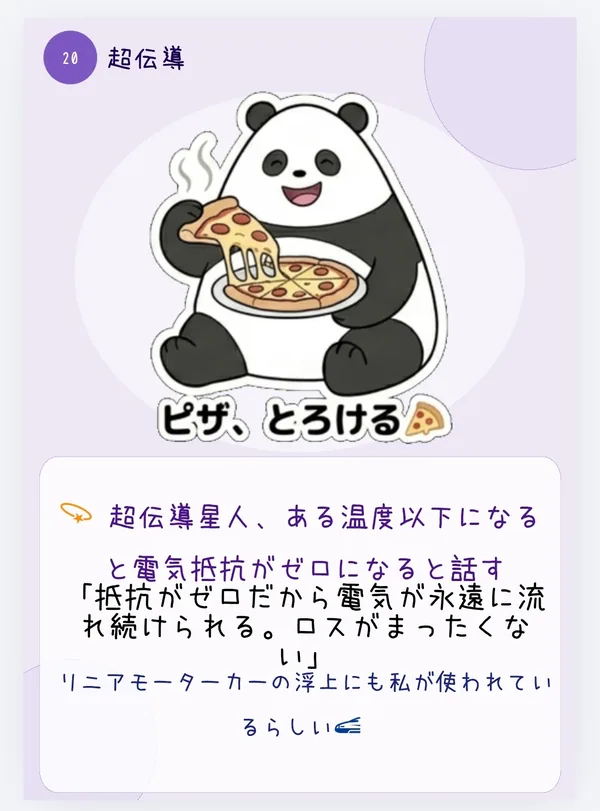 20
超伝導
ピザ、とろける🍕
💫 超伝導星人、ある温度以下になる
と電気抵抗がゼロになると話す
「抵抗がゼロだから電気が永遠に流
れ続けられる。ロスがまったくな
い」
リニアモーターカーの浮上にも私が使われてい
るらしい🚄